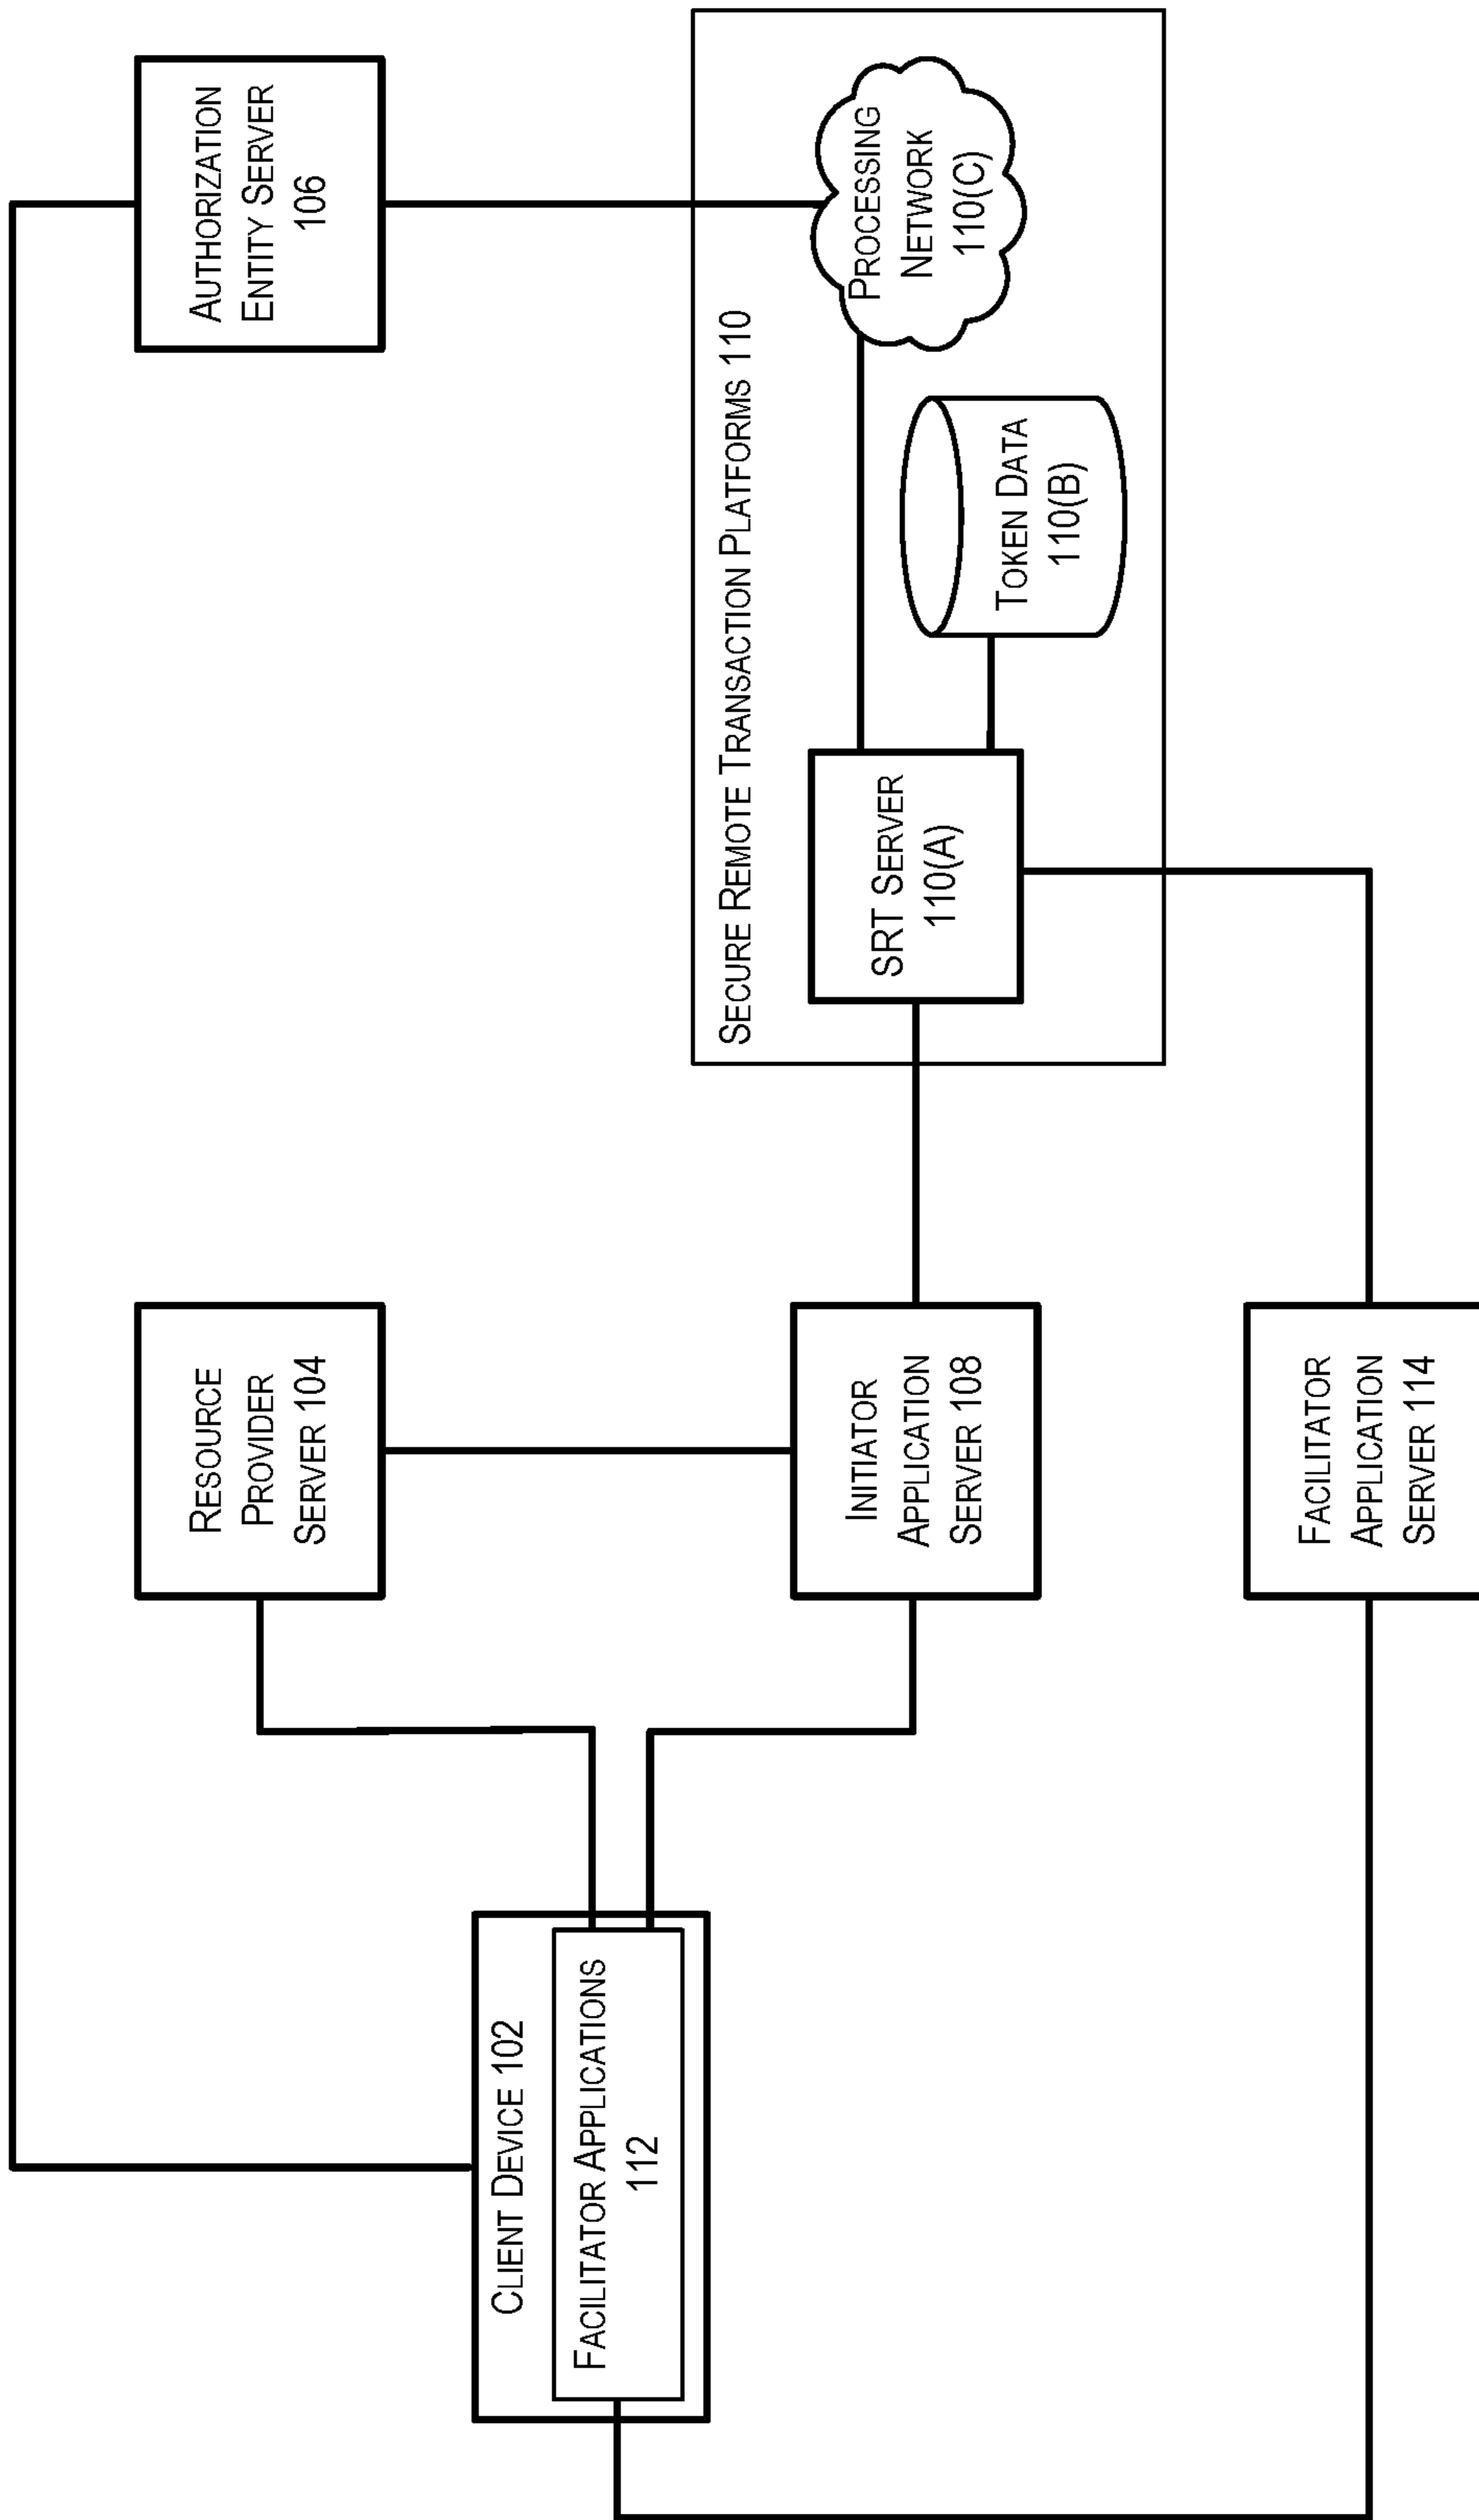 CLIENT DEVICE 102
FACILITATOR APPLICATIONS
112
RESOURCE
PROVIDER
SERVER 104
INITIATOR
APPLICATION
SERVER 108
FACILITATOR
APPLICATION
SERVER 114
AUTHORIZATION
ENTITY SERVER
106
SECURE REMOTE TRANSACTION PLATFORMS 110
SRT SERVER
110(A)
TOKEN DATA
110(B)
PROCESSING
NETWORK
110(C)